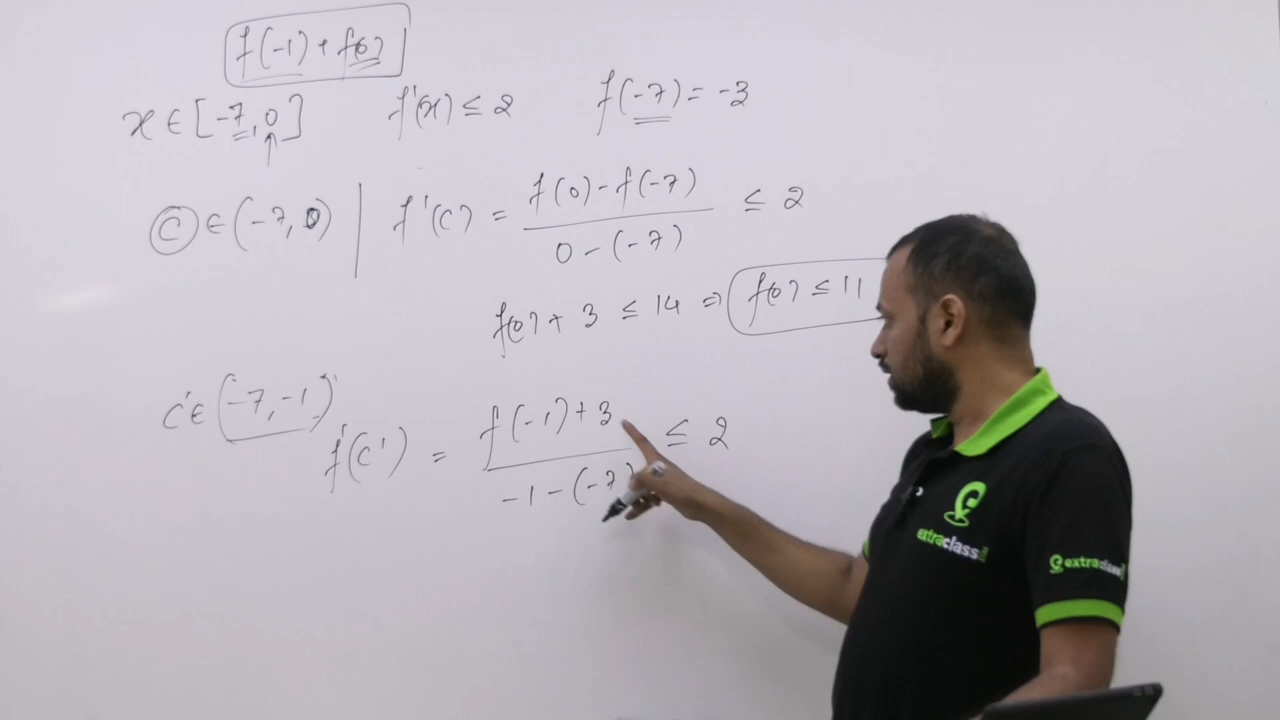 f(-1) + f(0)
x ∈ [-7, 0] f'(x) ≤ 2 f(-7) = -3
c ∈ (-7, 0) | f'(c) = f(0) - f(-7) / 0 - (-7) ≤ 2
f(0) + 3 ≤ 14 ⇒ f(0) ≤ 11
c' ∈ (-7, -1)
f'(c') = f(-1) + 3 / -1 - (-7) ≤ 2
extraclass
extraclass